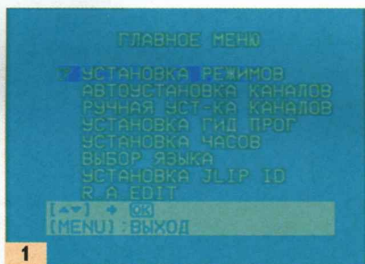 ГЛАВНОЕ МЕНЮ
УСТАНОВКА РЕЖИМОВ
АВТОУСТАНОВКА КАНАЛОВ
РУЧНАЯ УСТ-КА КАНАЛОВ
УСТАНОВКА ГИД ПРОГ
УСТАНОВКА ЧАСОВ
ВЫБОР ЯЗЫКА
УСТАНОВКА JLIP ID
R A EDIT
[▲▼] → OK
[MENU] :ВЫХОД
1